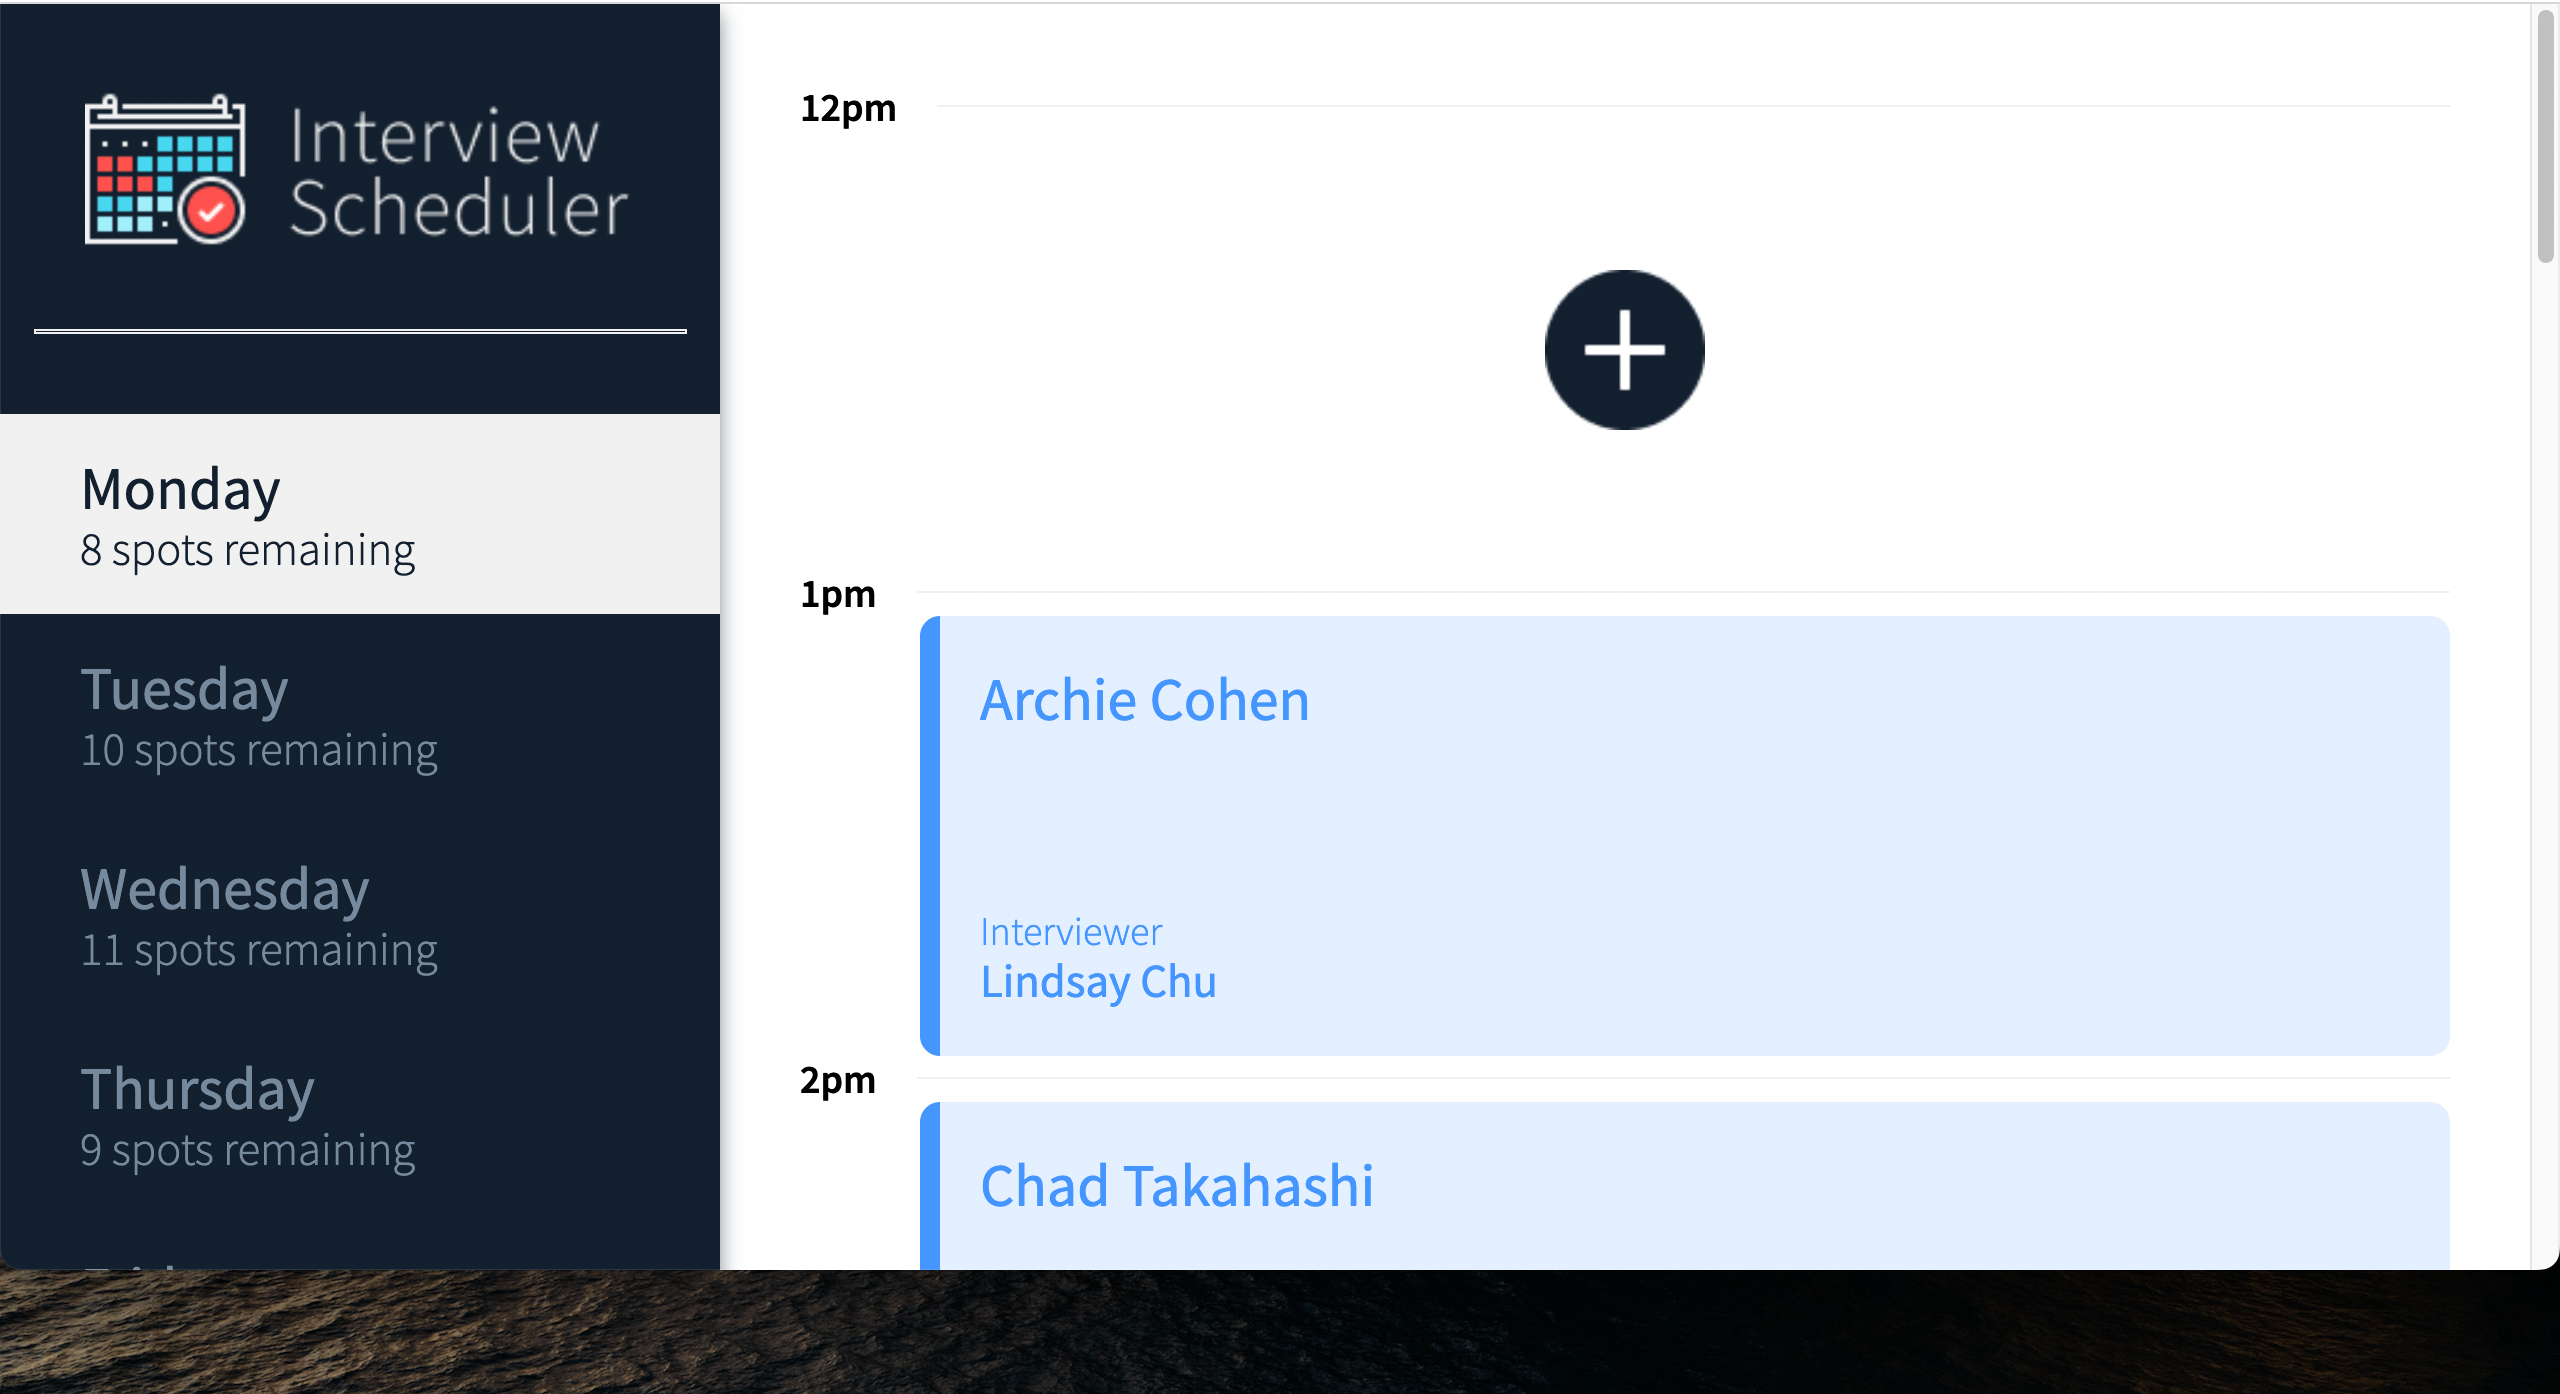 Interview
Scheduler
Monday
8 spots remaining
Tuesday
10 spots remaining
Wednesday
11 spots remaining
Thursday
9 spots remaining
12pm
1pm
Archie Cohen
Interviewer
Lindsay Chu
2pm
Chad Takahashi